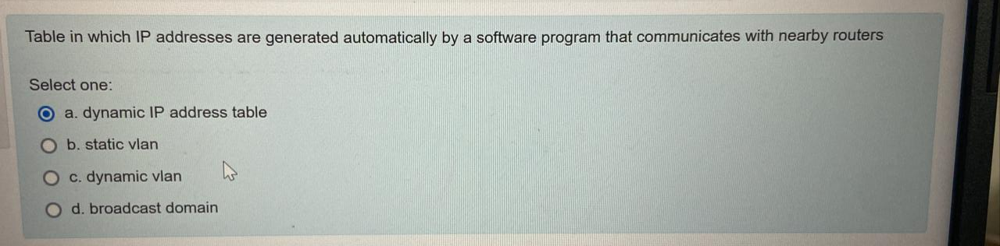 Table in which IP addresses are generated automatically by a software program that communicates with nearby routers
Select one:
a. dynamic IP address table
b. static vlan
c. dynamic vlan
d. broadcast domain